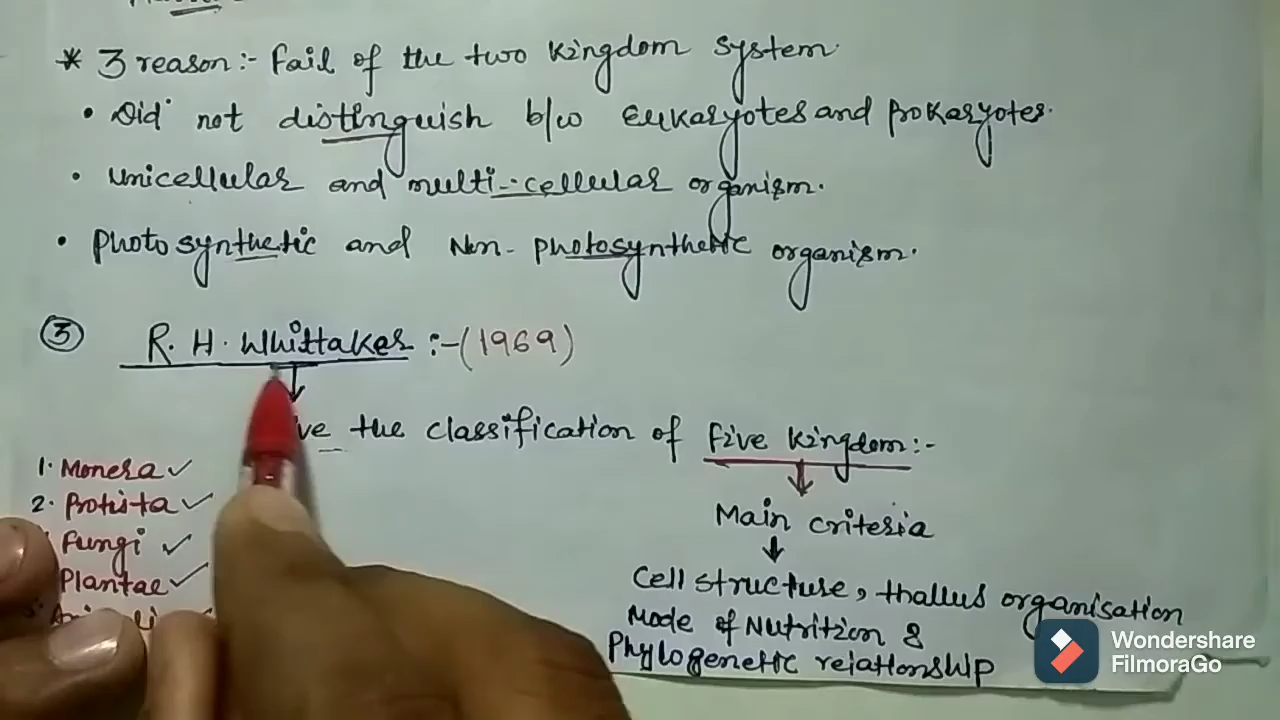 * 3 reason:- Fail of the two kingdom system.
• Did not distinguish b/w Eukaryotes and prokaryotes.
• Unicellular and multi-cellular organism.
• Photosynthetic and Non-photosynthetic organism.
③ R. H. Whittaker :-(1969)
the classification of five kingdom:-
1. Monera ✓
2. Protista ✓
Fungi ✓
Plantae ✓
Main criteria
Cell structure, thallus organisation
Mode of Nutrition &
Phylogenetic relationship
Wondershare
FilmoraGo